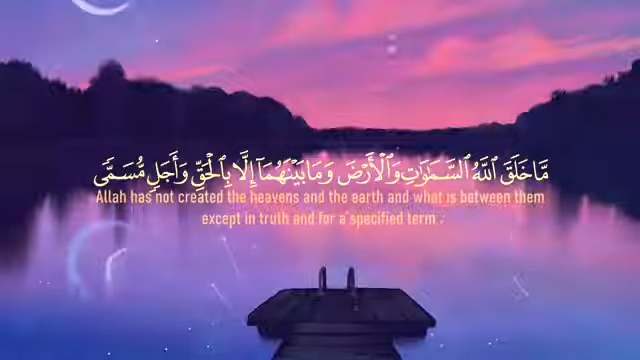 مَّا خَلَقَ ٱللَّهُ ٱلسَّمَٰوَٰتِ وَٱلْأَرْضَ وَمَا بَيْنَهُمَآ إِلَّا بِٱلْحَقِّ وَأَجَلٍ مُّسَمًّى
Allah has not created the heavens and the earth and what is between them
except in truth and for a specified term.